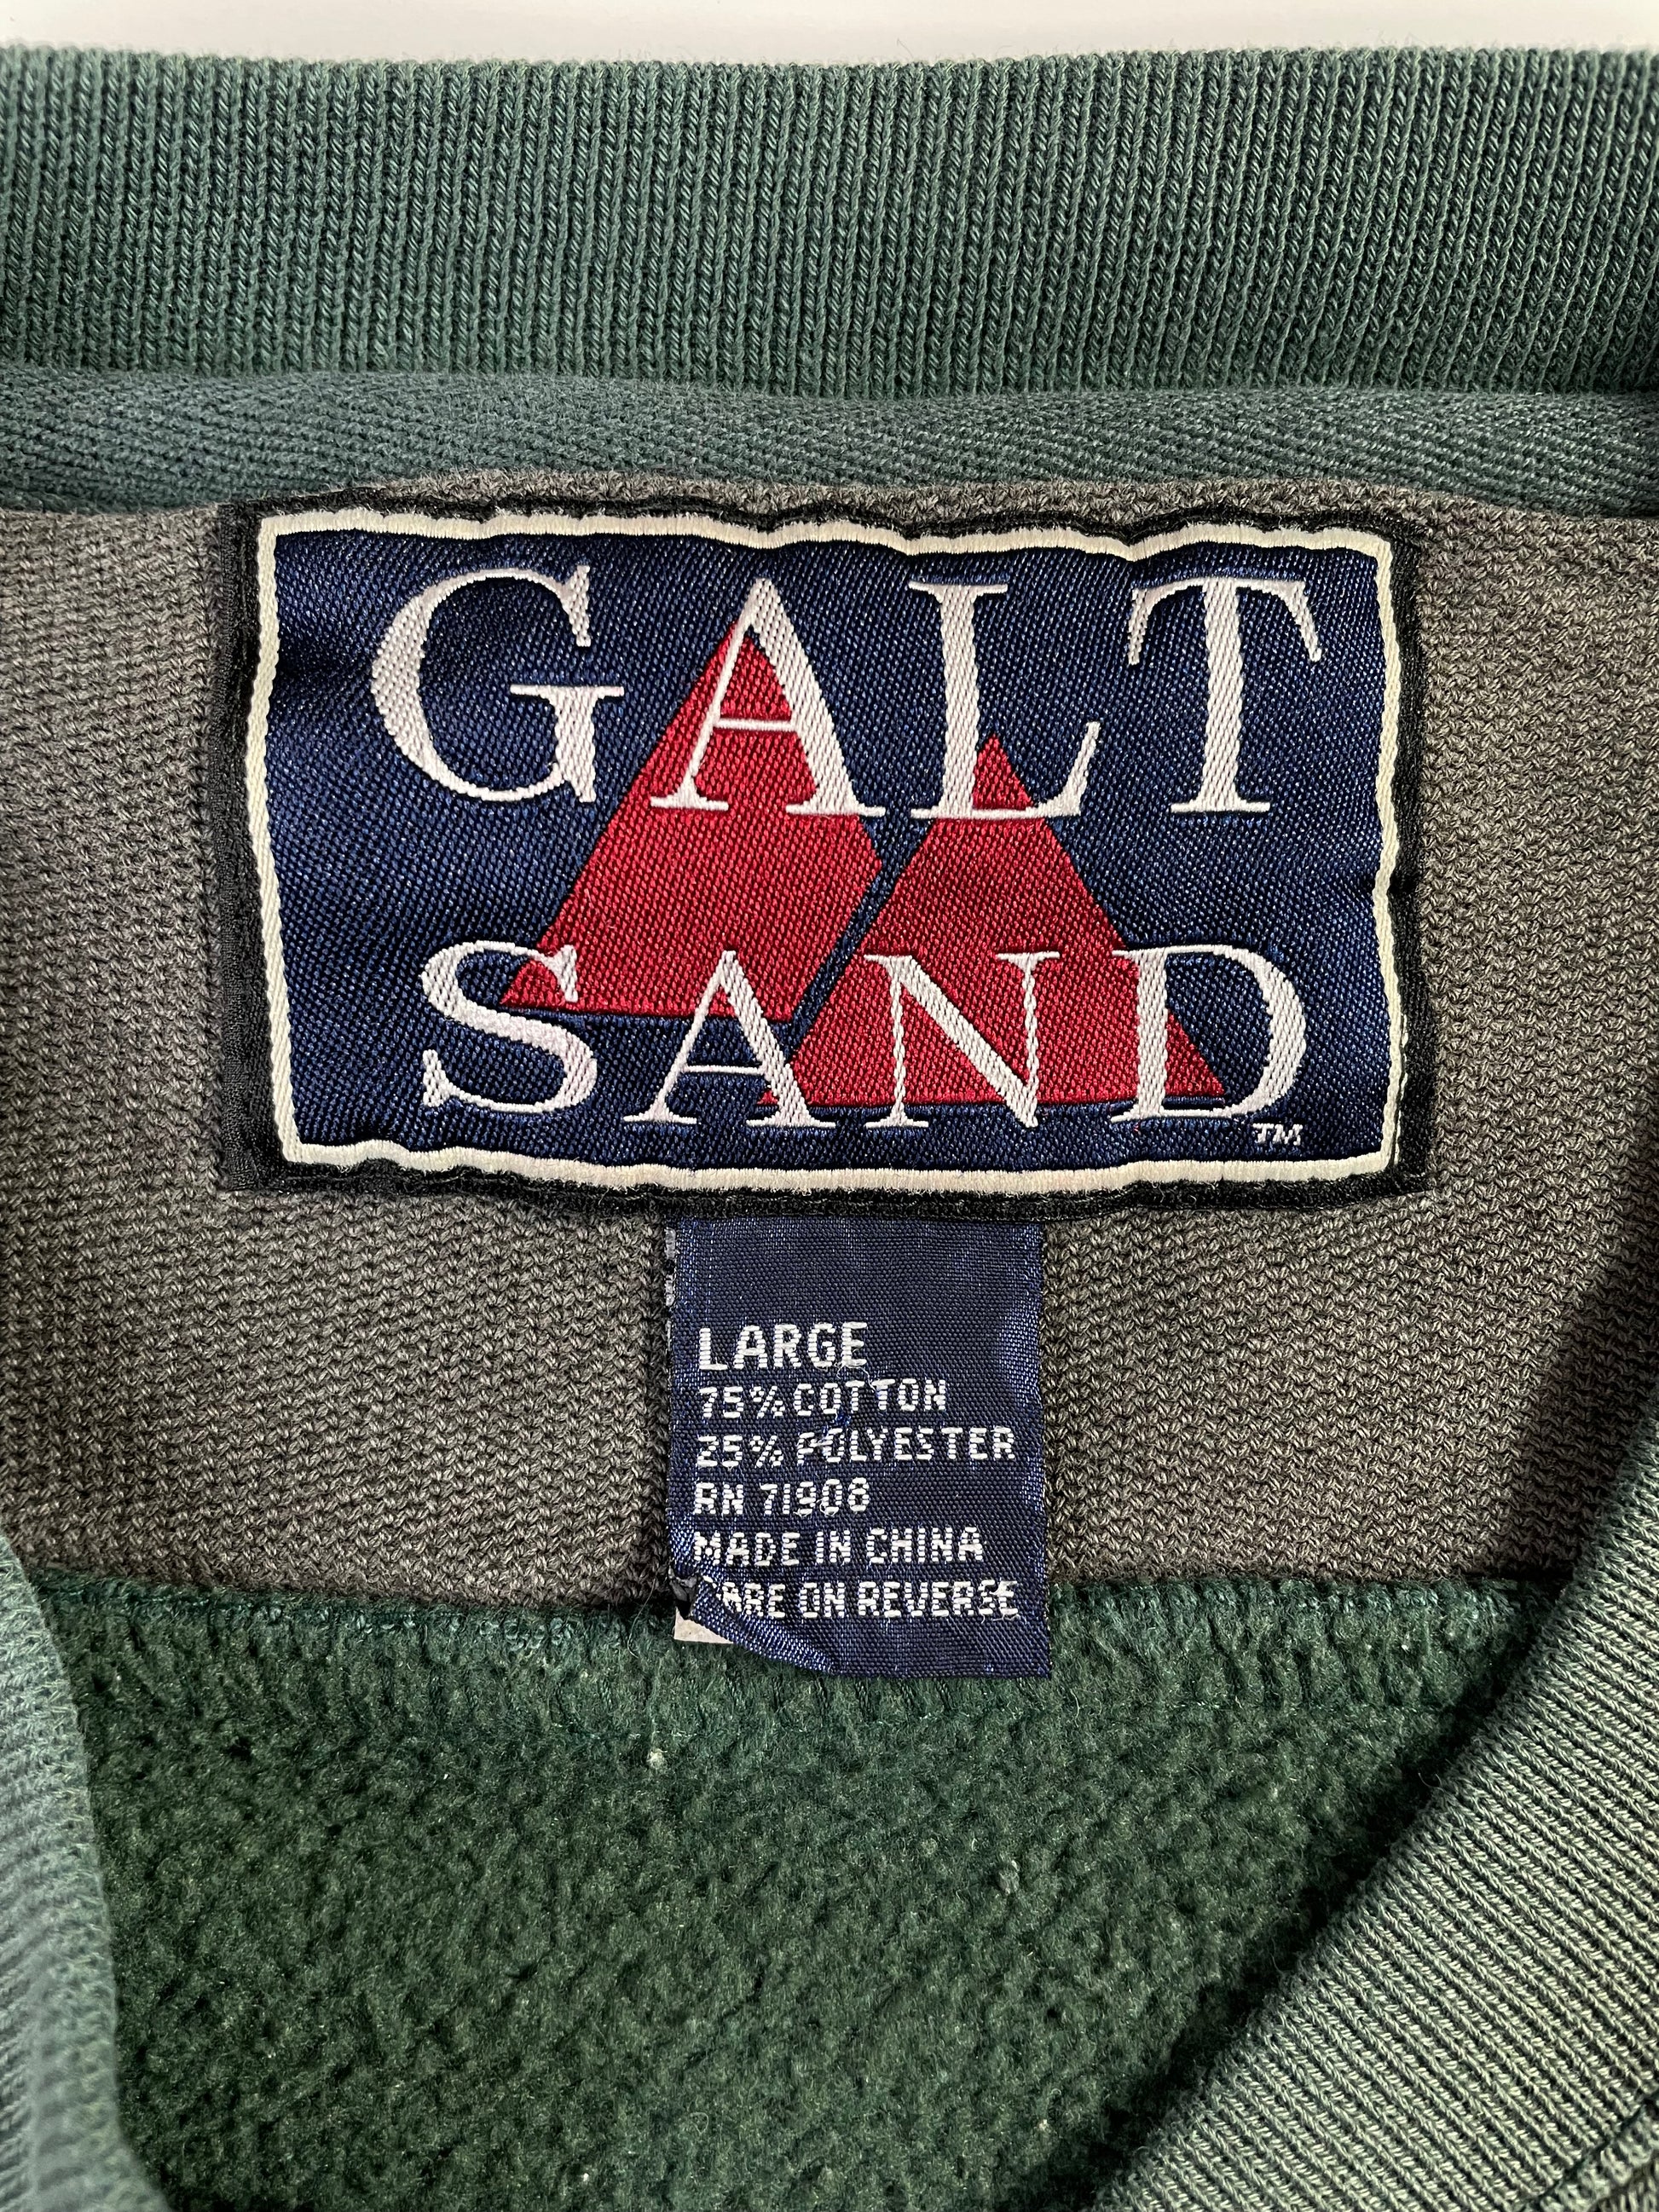 GALT
SAND
TM
LARGE
75% COTTON
25% POLYESTER
RN 71908
MADE IN CHINA
ON REVERSE